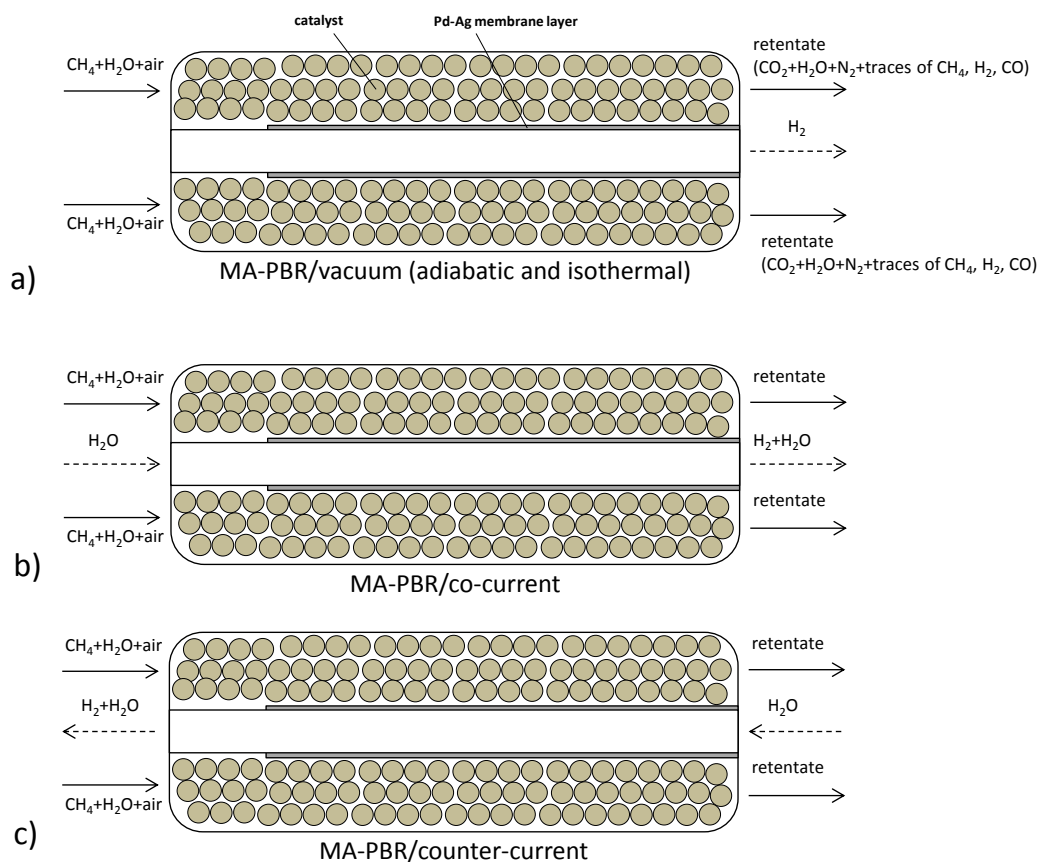 catalyst
Pd-Ag membrane layer
CH4+H2O+air
retentate
(CO2+H2O+N2+traces of CH4, H2, CO)
H2
CH4+H2O+air
retentate
(CO2+H2O+N2+traces of CH4, H2, CO)
MA-PBR/vacuum (adiabatic and isothermal)
a)
CH4+H2O+air
retentate
H2O
H2+H2O
retentate
CH4+H2O+air
b)
MA-PBR/co-current
CH4+H2O+air
retentate
H2+H2O
H2O
retentate
CH4+H2O+air
c)
MA-PBR/counter-current